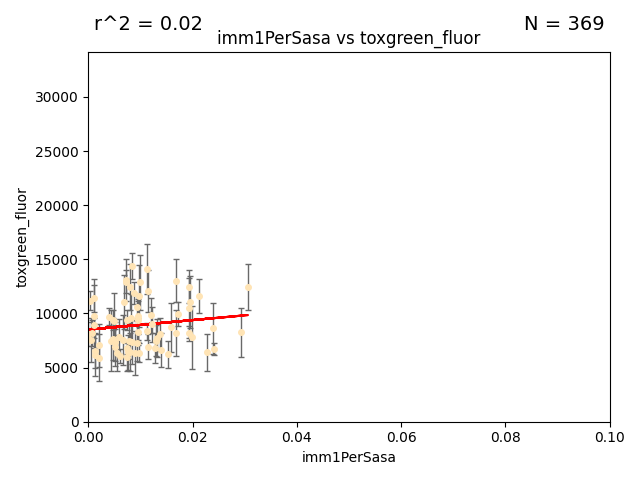 r^2 = 0.02
N = 369
imm1PerSasa vs toxgreen_fluor
toxgreen_fluor
30000
25000
20000
15000
10000
5000
0
0.00
0.02
0.04
0.06
0.08
0.10
imm1PerSasa